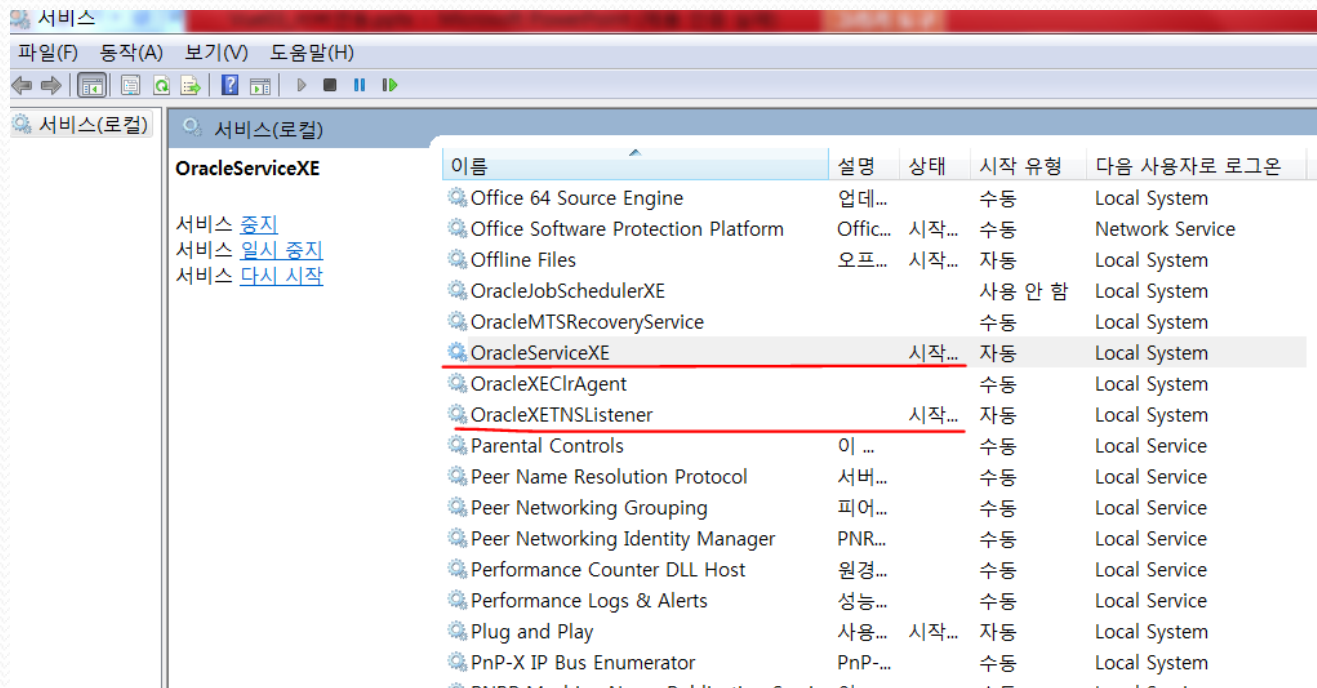 서비스
파일(F) 동작(A) 보기(V) 도움말(H)
서비스(로컬)
서비스(로컬)
OracleServiceXE
서비스 중지
서비스 일시 중지
서비스 다시 시작
이름 설명 상태 시작 유형 다음 사용자로 로그온
Office 64 Source Engine 업데... 수동 Local System
Office Software Protection Platform Offic... 시작... 수동 Network Service
Offline Files 오프... 시작... 자동 Local System
OracleJobSchedulerXE 사용 안 함 Local System
OracleMTSRecoveryService 수동 Local System
OracleServiceXE 시작... 자동 Local System
OracleXEClrAgent 수동 Local System
OracleXETNSListener 시작... 자동 Local System
Parental Controls 이 ... 수동 Local Service
Peer Name Resolution Protocol 서버... 수동 Local Service
Peer Networking Grouping 피어... 수동 Local Service
Peer Networking Identity Manager PNR... 수동 Local Service
Performance Counter DLL Host 원경... 수동 Local Service
Performance Logs & Alerts 성능... 수동 Local Service
Plug and Play 사용... 시작... 자동 Local System
PnP-X IP Bus Enumerator PnP-... 수동 Local System